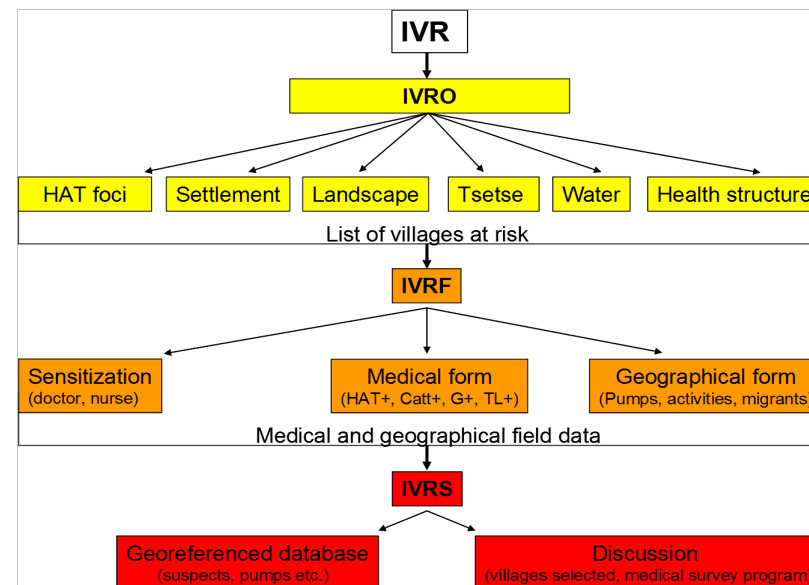 IVR
IVRO
HAT foci
Settlement
Landscape
Tsetse
Water
Health structure
List of villages at risk
IVRF
Sensitization
(doctor, nurse)
Medical form
(HAT+, Catt+, G+, TL+)
Geographical form
(Pumps, activities, migrants
Medical and geographical field data
IVRS
Georeferenced database
(suspects, pumps etc.)
Discussion
(villages selected, medical survey program